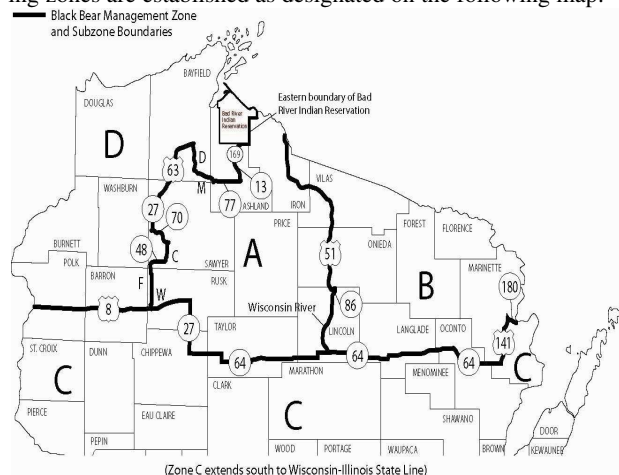 ing zones are established as designated on the following map:
Black Bear Management Zone
and Subzone Boundaries
BAYFIELD
DOUGLAS
Eastern boundary of Bad
River Indian Reservation
Bad River
Indian
Reservation
D
169
D
63
VILAS
WASHBURN
M
13
77
ASHLAND
IRON
27
70
PRICE
FOREST
FLORENCE
ONIEDA
51
BURNETT
48
C
A
POLK
SAWYER
MARINETTE
BARRON
RUSK
B
180
F
W
Wisconsin River
86
8
27
TAYLOR
LINCOLN
LANGLADE
OCONTO
141
ST. CROIX
DUNN
CHIPPEWA
64
64
64
C
MARATHON
MENOMINEE
C
CLARK
C
PIERCE
EAU CLAIRE
SHAWANO
DOOR
PEPIN
WOOD
PORTAGE
WAUPACA
BROWN
KEWAUNEE
(Zone C extends south to Wisconsin-Illinois State Line)